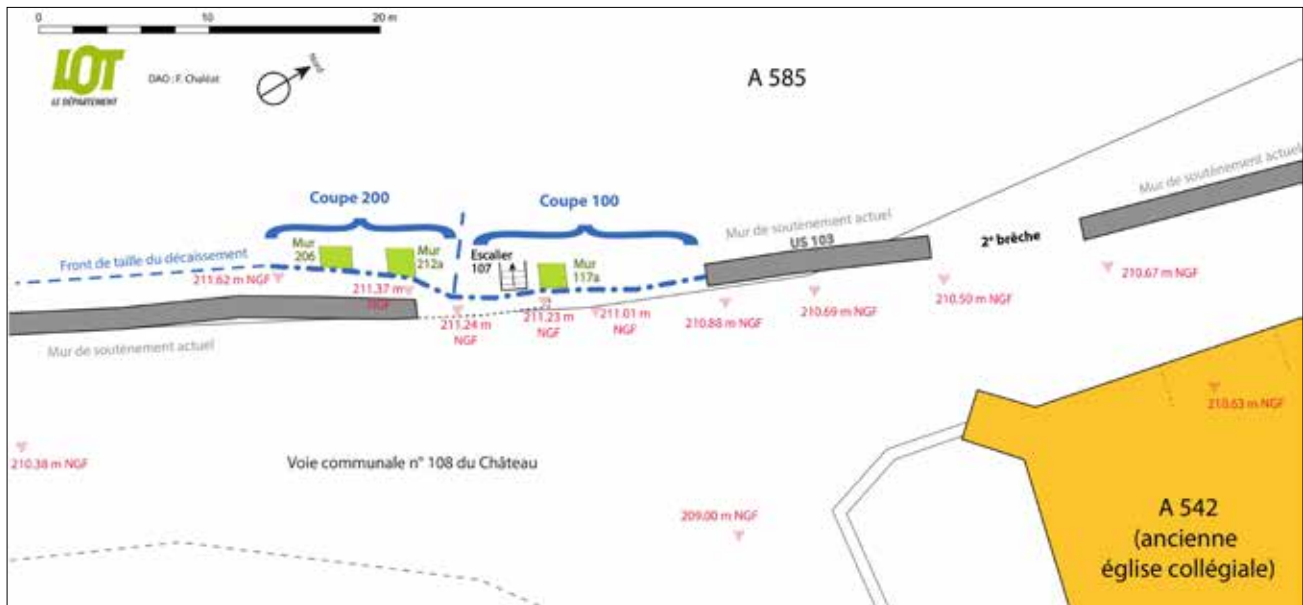 0 10 20 m
LOT
LE DÉPARTEMENT
DAO : F. Chaléat
Nord
A 585
Coupe 200
Coupe 100
Mur de soutènement actuel
Mur de soutènement actuel
US 103
2e brèche
Mur
206
Mur
212a
Escalier
107
Mur
117a
Front de taille du décaissement
211.62 m NGF
211.37 m
NGF
211.24 m
NGF
211.23 m
NGF
211.01 m
NGF
210.88 m NGF
210.69 m NGF
210.50 m NGF
210.67 m NGF
Mur de soutènement actuel
210.63 m NGF
210.38 m NGF
Voie communale n° 108 du Château
209.00 m NGF
A 542
(ancienne
église collégiale)